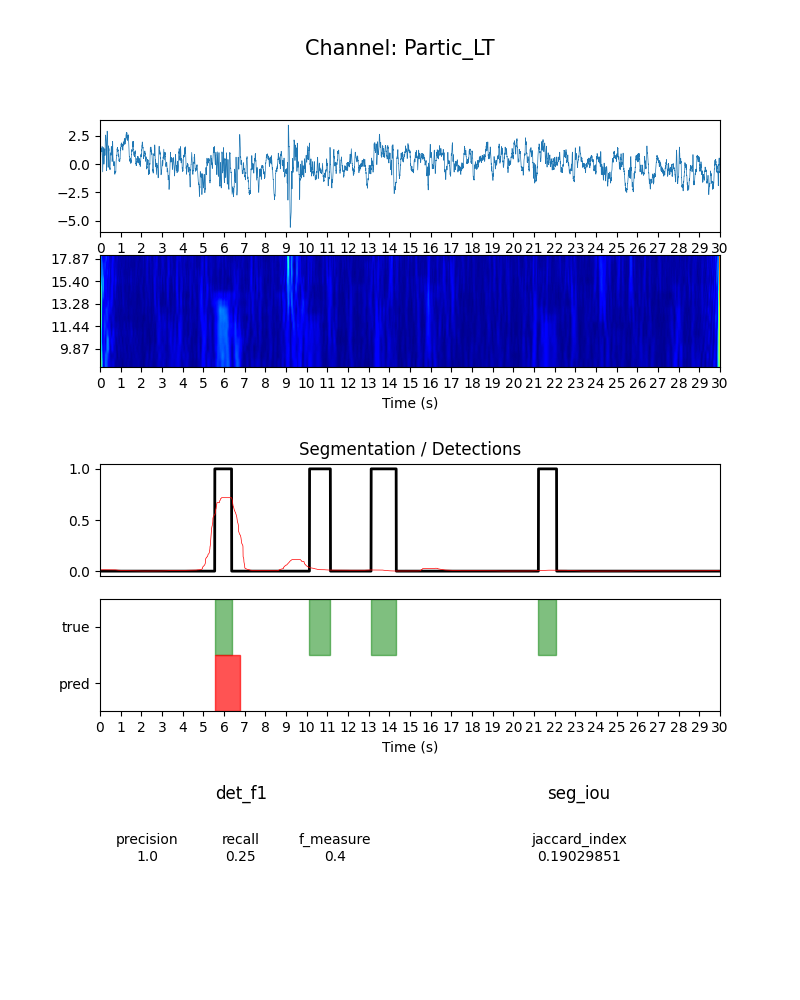 Channel: Partic_LT
2.5
0.0
−2.5
−5.0
0 1 2 3 4 5 6 7 8 9 10 11 12 13 14 15 16 17 18 19 20 21 22 23 24 25 26 27 28 29 30
17.87
15.40
13.28
11.44
9.87
0 1 2 3 4 5 6 7 8 9 10 11 12 13 14 15 16 17 18 19 20 21 22 23 24 25 26 27 28 29 30
Time (s)
Segmentation / Detections
1.0
0.5
0.0
true
pred
0 1 2 3 4 5 6 7 8 9 10 11 12 13 14 15 16 17 18 19 20 21 22 23 24 25 26 27 28 29 30
Time (s)
det_f1 seg_iou
precision recall f_measure jaccard_index
1.0 0.25 0.4 0.19029851